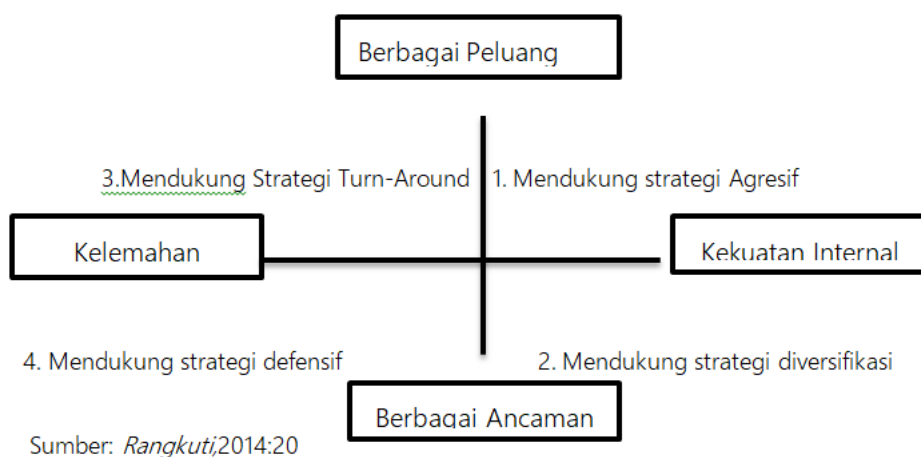 Berbagai Peluang
3.Mendukung Strategi Turn-Around
1. Mendukung strategi Agresif
Kelemahan
Kekuatan Internal
4. Mendukung strategi defensif
2. Mendukung strategi diversifikasi
Berbagai Ancaman
Sumber: Rangkuti,2014:20